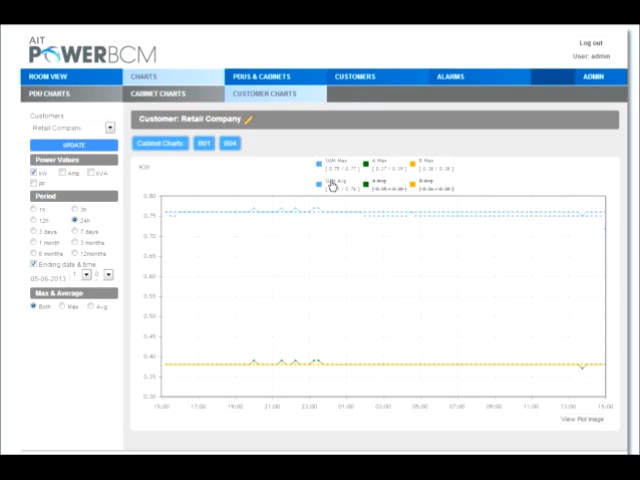 AIT
POWERBCM
Log out
User: admin
ROOM VIEW CHARTS PDUS & CABINETS CUSTOMERS ALARMS ADMIN
PDU CHARTS CABINET CHARTS CUSTOMER CHARTS
Customers
Retail Company
UPDATE
Power Values
kW Amp kVA
pc
Period
1h 3h
12h 24h
3 days 7 days
1 month 3 months
6 months 12months
Ending date & time
05-06-2013 1 0
Max & Average
Both Max Avg
Customer: Retail Company
Cabinet Charts B01 B04
SUM Max A Max B Max
0.80
0.75
0.70
0.65
0.60
0.55
0.50
0.45
0.40
0.35
0.30
15:00 17:00 19:00 21:00 23:00 01:00 03:00 05:00 07:00 09:00 11:00 13:00 15:00
View Plot Image